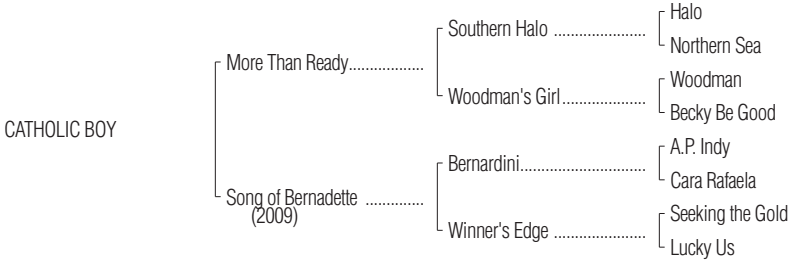 Halo
Southern Halo ......................
Northern Sea
More Than Ready..................
Woodman
Woodman's Girl....................
Becky Be Good
CATHOLIC BOY
A.P. Indy
Bernardini..............................
Cara Rafaela
Song of Bernadette ..............
(2009)
Seeking the Gold
Winner's Edge ......................
Lucky Us